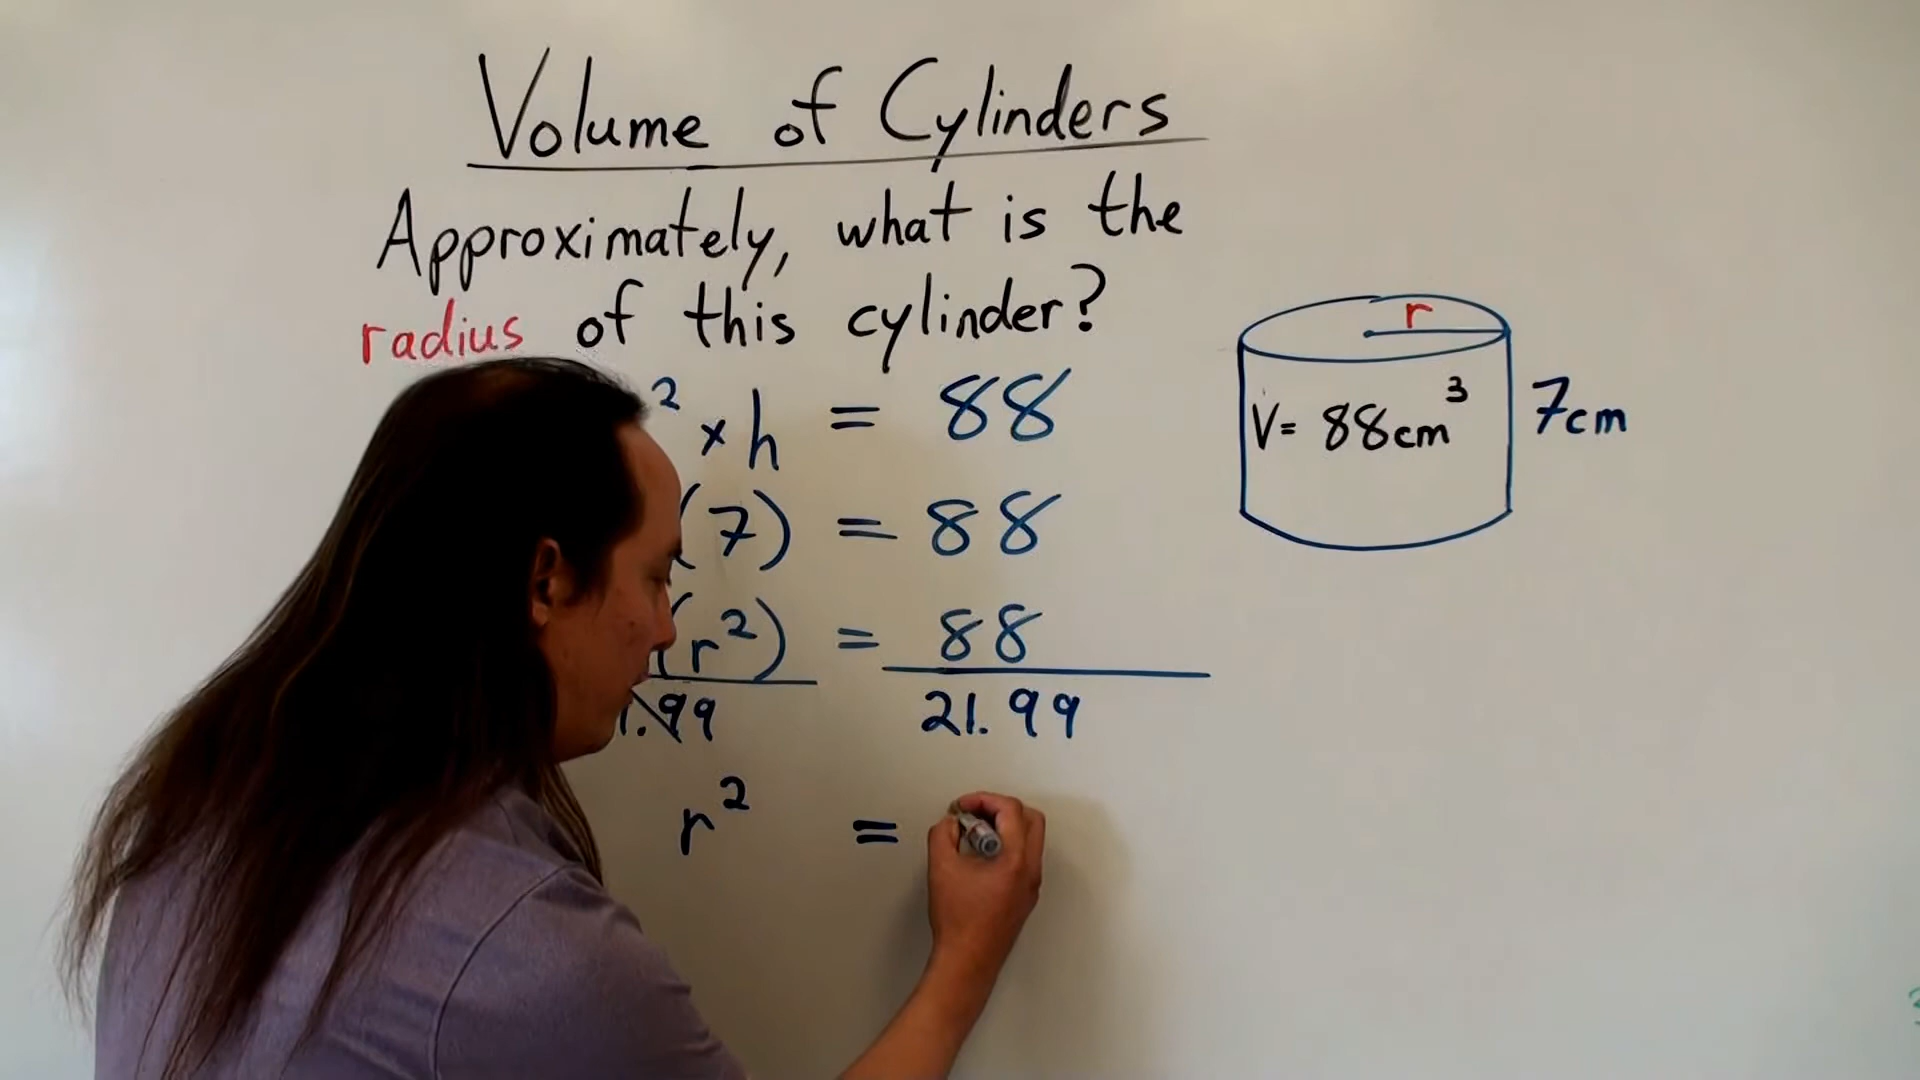 Volume of Cylinders
Approximately, what is the
radius of this cylinder?
² × h = 88
(7) = 88
(r²) = 88
1.99 21.99
r² =
r
V= 88cm³
7cm